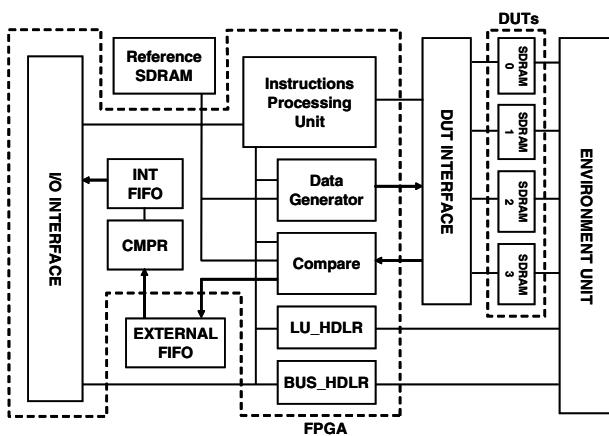 DUTs
Reference
SDRAM
Instructions
Processing
Unit
I/O INTERFACE
INT
FIFO
CMPR
EXTERNAL
FIFO
Data
Generator
Compare
LU_HDLR
BUS_HDLR
FPGA
DUT INTERFACE
SDRAM
0
SDRAM
1
SDRAM
2
SDRAM
3
ENVIRONMENT UNIT